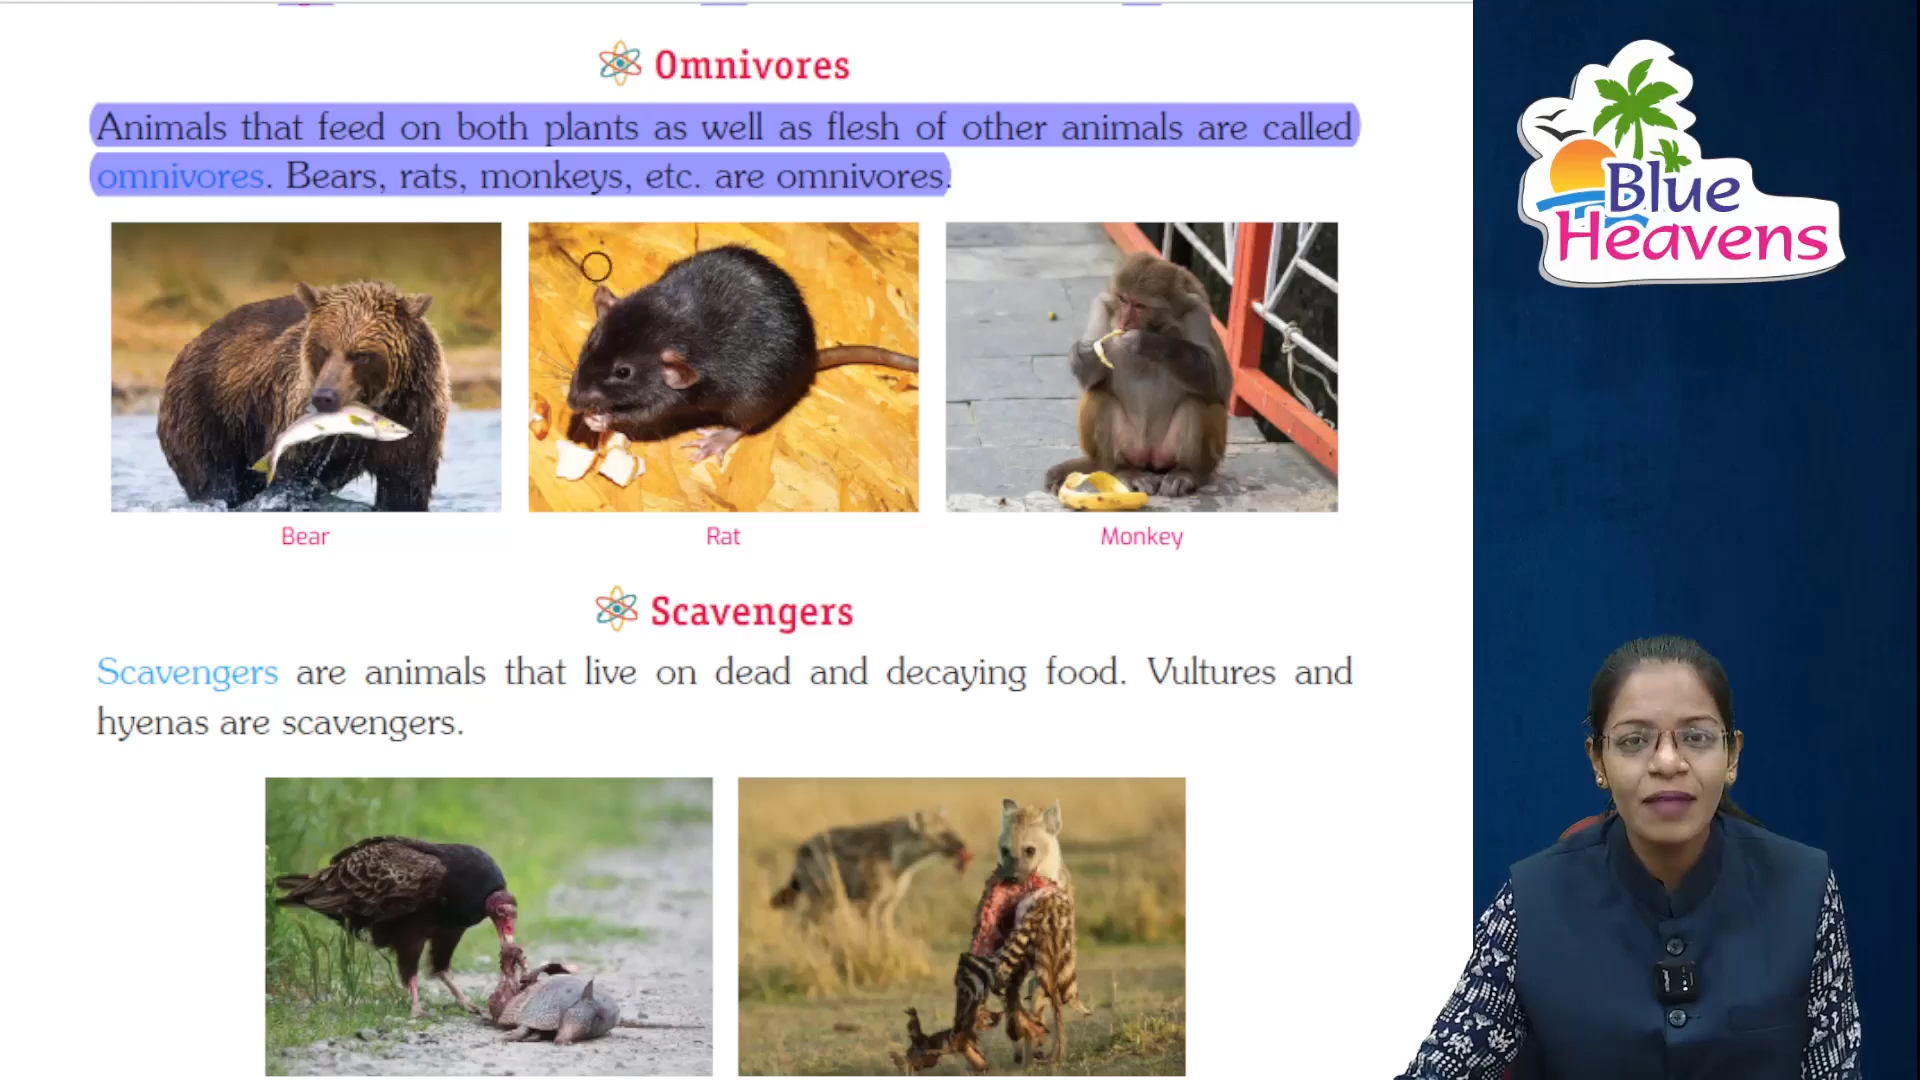 Omnivores
Animals that feed on both plants as well as flesh of other animals are called
omnivores. Bears, rats, monkeys, etc. are omnivores.
Bear
Rat
Monkey
Scavengers
Scavengers are animals that live on dead and decaying food. Vultures and
hyenas are scavengers.
Blue
Heavens